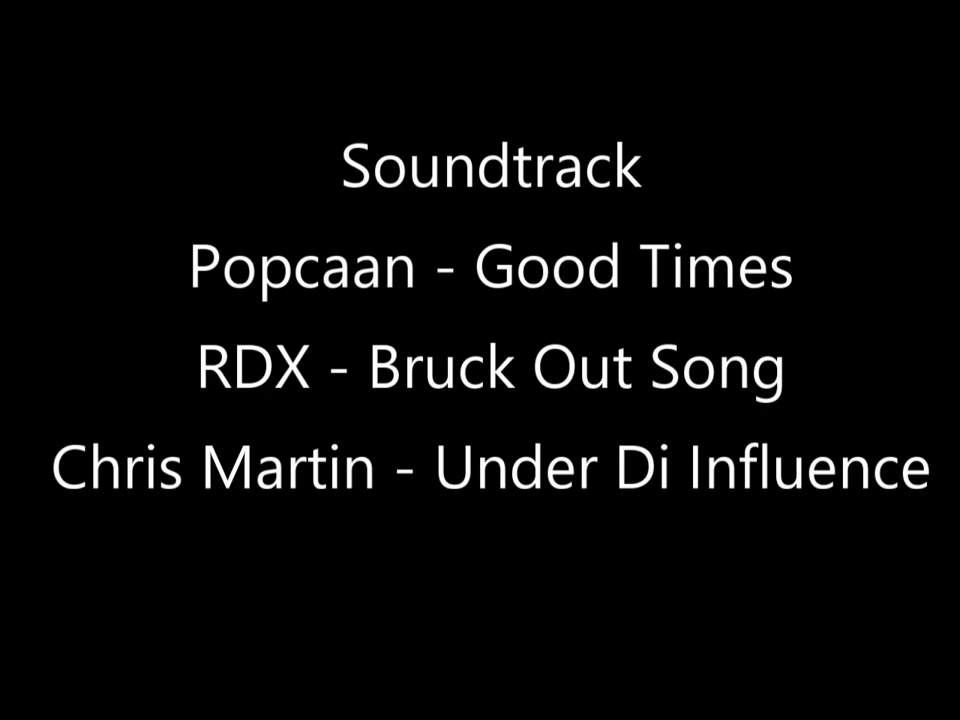 Soundtrack
Popcaan - Good Times
RDX - Bruck Out Song
Chris Martin - Under Di Influence